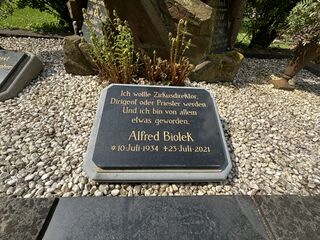 Ich wollte Zirkusdirektor,
Dirigent oder Priester werden.
Und ich bin von allem
etwas geworden.
Alfred Biolek
*10·Juli·1934 +23·Juli·2021